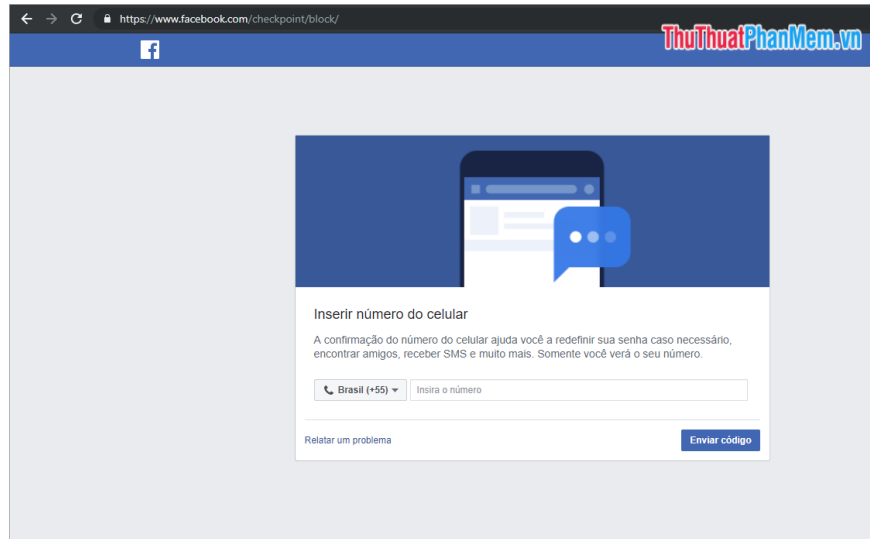 https://www.facebook.com/checkpoint/block/
ThuThuatPhanMem.vn
Inserir número do celular
A confirmação do número do celular ajuda você a redefinir sua senha caso necessário,
encontrar amigos, receber SMS e muito mais. Somente você verá o seu número.
Brasil (+55) Insira o número
Relatar um problema Enviar código